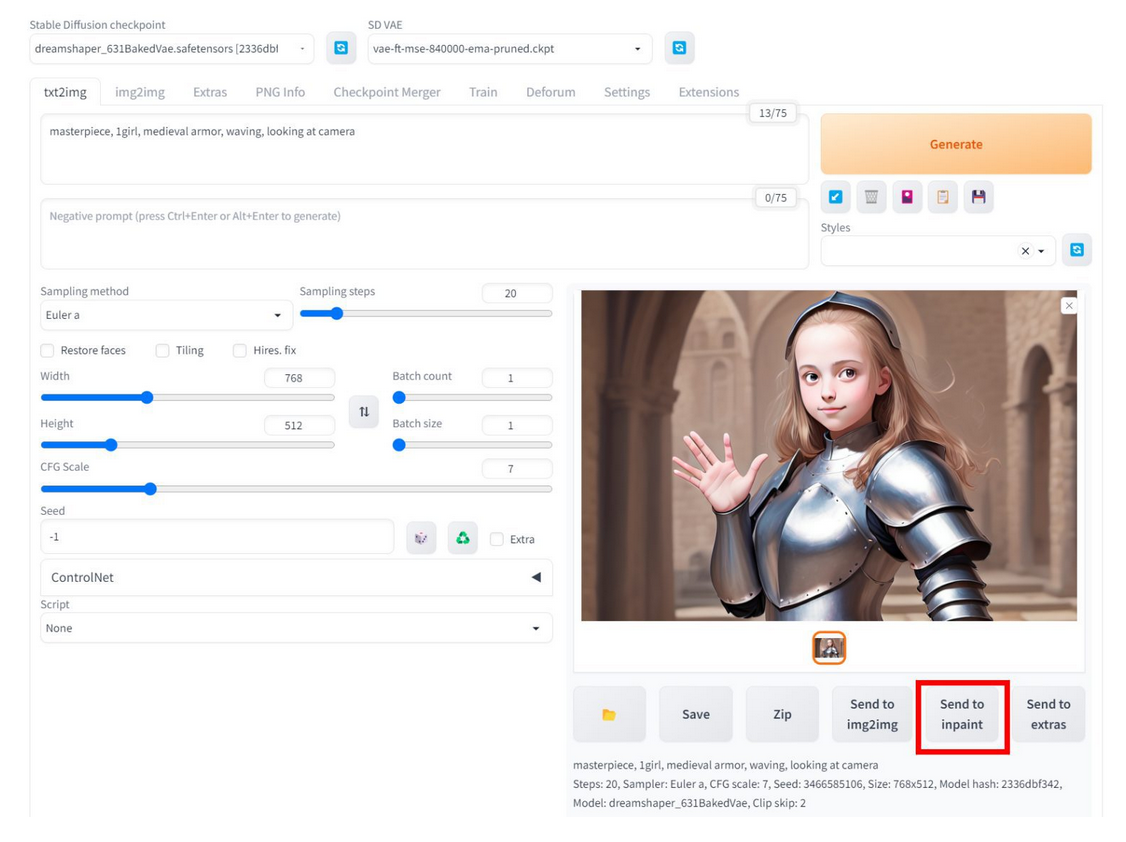 Stable Diffusion checkpoint
SD VAE
dreamshaper_631BakedVae.safetensors [2336dbf
vae-ft-mse-840000-ema-pruned.ckpt
txt2img img2img Extras PNG Info Checkpoint Merger Train Deforum Settings Extensions
13/75
masterpiece, 1girl, medieval armor, waving, looking at camera
Generate
0/75
Negative prompt (press Ctrl+Enter or Alt+Enter to generate)
Styles
Sampling method
Sampling steps
20
Euler a
Restore faces
Tiling
Hires. fix
Width
768
Batch count
1
Height
512
Batch size
1
CFG Scale
7
Seed
-1
Extra
ControlNet
Script
None
Save
Zip
Send to
img2img
Send to
inpaint
Send to
extras
masterpiece, 1girl, medieval armor, waving, looking at camera
Steps: 20, Sampler: Euler a, CFG scale: 7, Seed: 3466585106, Size: 768x512, Model hash: 2336dbf342,
Model: dreamshaper_631BakedVae, Clip skip: 2